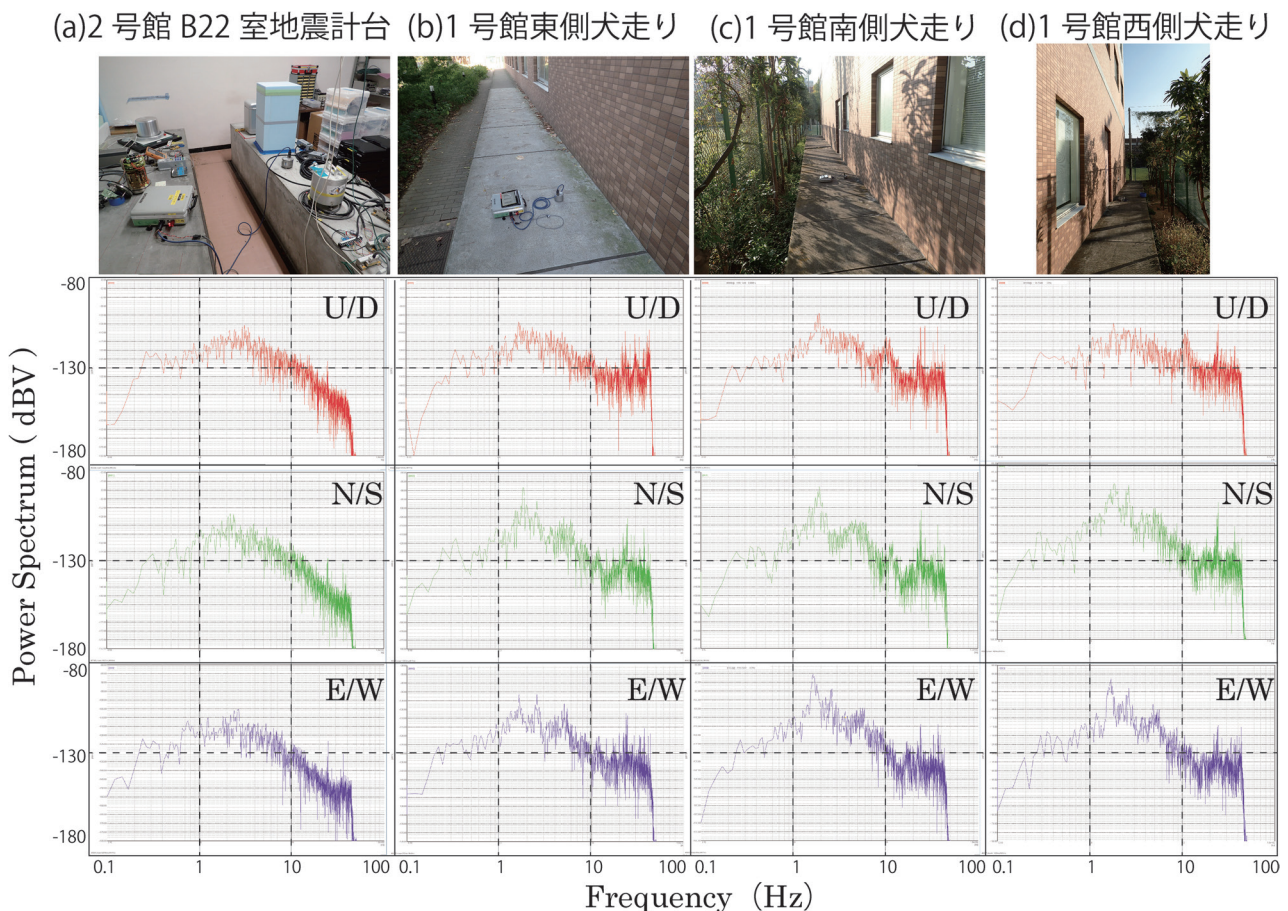 (a)2 号館 B22 室地震計台 (b)1 号館東側犬走り (c)1 号館南側犬走り (d)1 号館西側犬走り
Power Spectrum ( dBV )
-80 U/D U/D U/D U/D
-130
-180
-80 N/S N/S N/S N/S
-130
-180
-80 E/W E/W E/W E/W
-130
-180
0.1 1 10 100 0.1 1 10 100 0.1 1 10 100 0.1 1 10 100
Frequency (Hz)